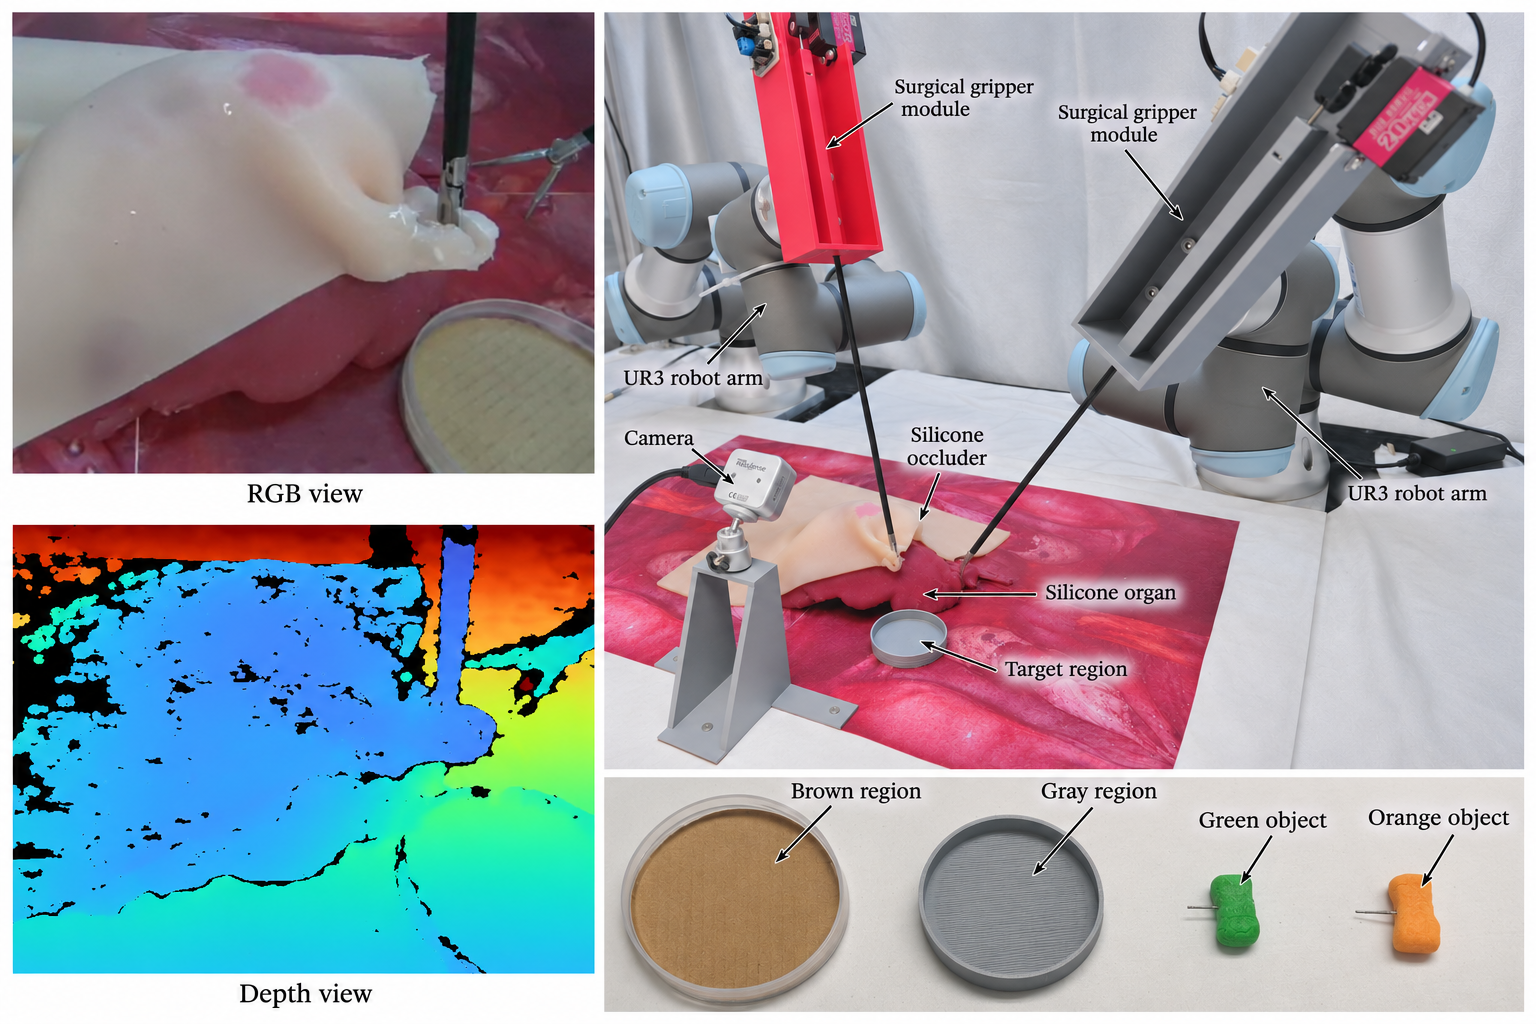 RGB view
Depth view
Surgical gripper
module
Surgical gripper
module
UR3 robot arm
Camera
Silicone
occluder
UR3 robot arm
Silicone organ
Target region
Brown region
Gray region
Green object
Orange object